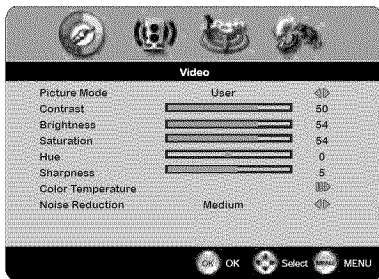 Video
Picture Mode User
Contrast 50
Brightness 54
Saturation 54
Hue 0
Sharpness 5
Color Temperature
Noise Reduction Medium
OK OK Select MENU MENU